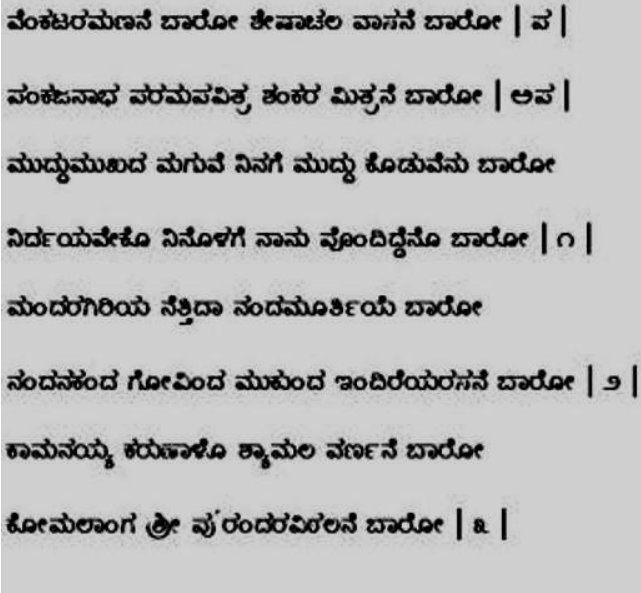 ವೆಂಕಟರಮಣನೆ ಬಾರೋ ಶೇಷಾಚಲ ವಾಸನೆ ಬಾರೋ | ಪ |
ಪಂಕಜನಾಭ ಪರಮಪವಿತ್ರ ಶಂಕರ ಮಿತ್ರನೆ ಬಾರೋ | ಅಪ |
ಮುದ್ದುಮುಖದ ಮಗುವೆ ನಿನಗೆ ಮುದ್ದು ಕೊಡುವೆನು ಬಾರೋ
ನಿರ್ದಯವೇಕೊ ನಿನೊಳಗೆ ನಾನು ಪೊಂದಿದ್ದೆನೊ ಬಾರೋ | ೧ |
ಮಂದರಗಿರಿಯ ನೆತ್ತಿದಾ ನಂದಮೂರ್ತಿಯೆ ಬಾರೋ
ನಂದನಕಂದ ಗೋವಿಂದ ಮುಕುಂದ ಇಂದಿರೆಯರಸನೆ ಬಾರೋ | ೨ |
ಕಾಮನಯ್ಯ ಕರುಣಾಳೊ ಶ್ಯಾಮಲ ವರ್ಣನೆ ಬಾರೋ
ಕೋಮಲಾಂಗ ಶ್ರೀ ಪುರಂದರವಿಠಲನೆ ಬಾರೋ | ೩ |